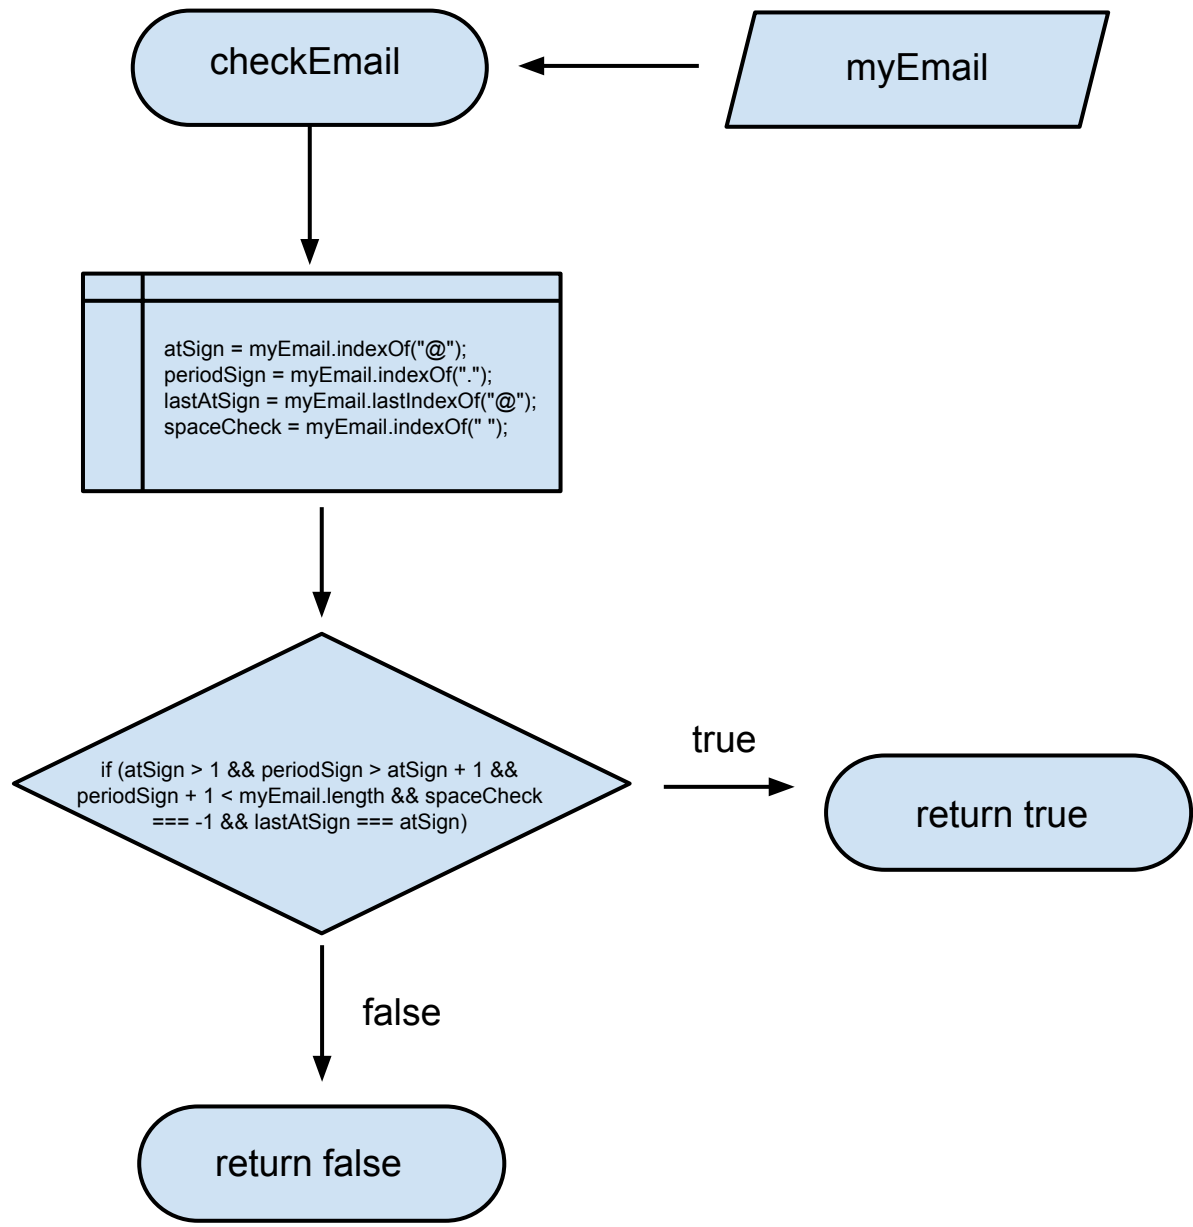 checkEmail
myEmail
atSign = myEmail.indexOf("@");
periodSign = myEmail.indexOf(".");
lastAtSign = myEmail.lastIndexOf("@");
spaceCheck = myEmail.indexOf(" ");
if (atSign > 1 && periodSign > atSign + 1 &&
periodSign + 1 < myEmail.length && spaceCheck
=== -1 && lastAtSign === atSign)
true
return true
false
return false